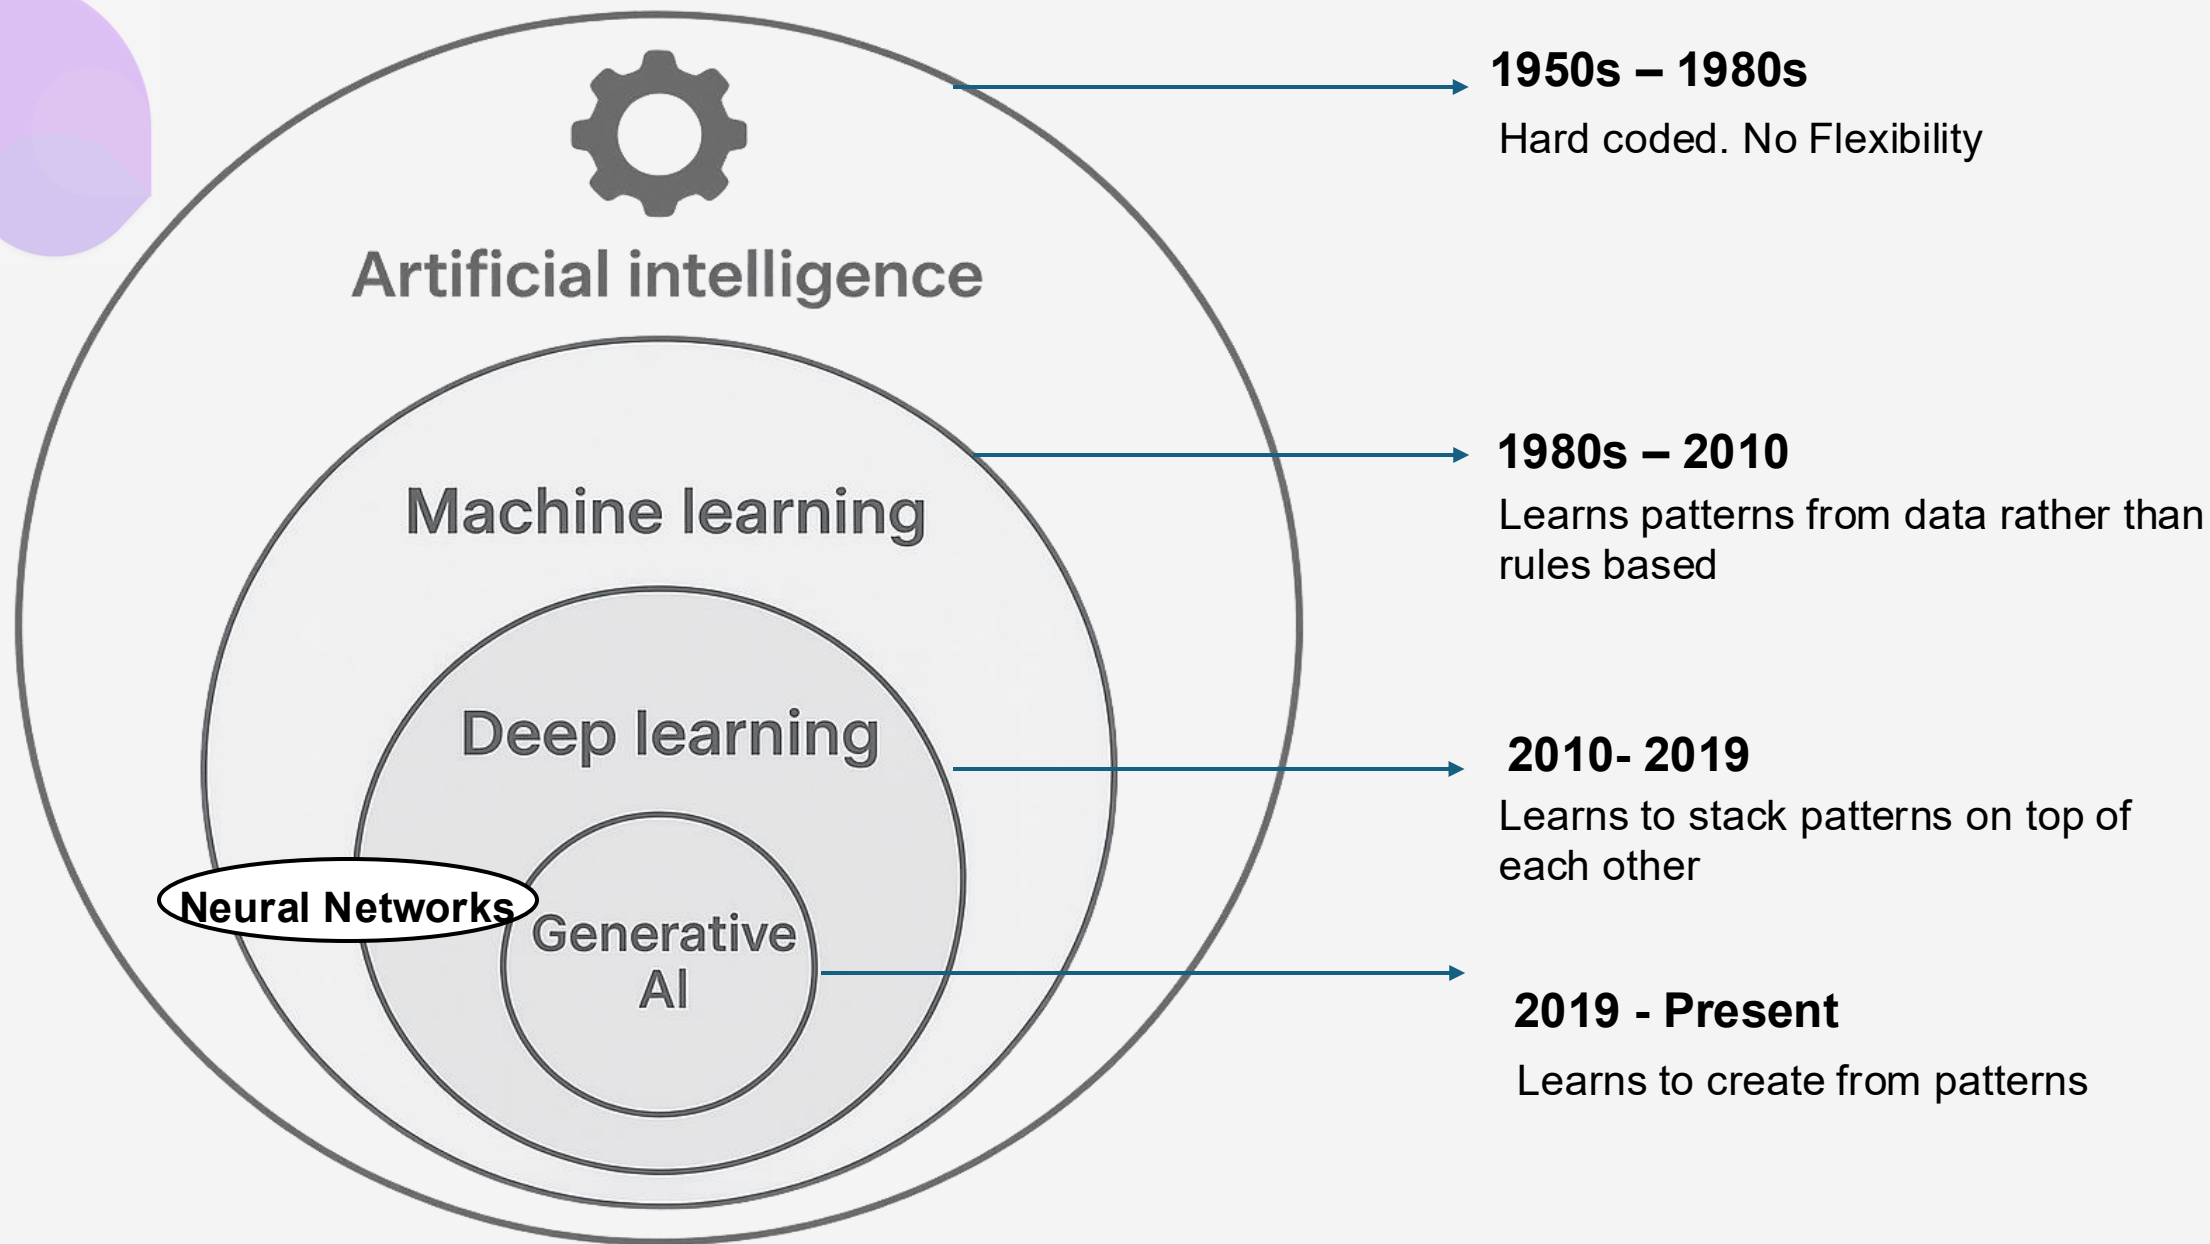 1950s – 1980s
Hard coded. No Flexibility
Artificial intelligence
1980s – 2010
Learns patterns from data rather than
rules based
Machine learning
2010- 2019
Learns to stack patterns on top of
each other
Deep learning
Neural Networks
Generative
AI
2019 - Present
Learns to create from patterns